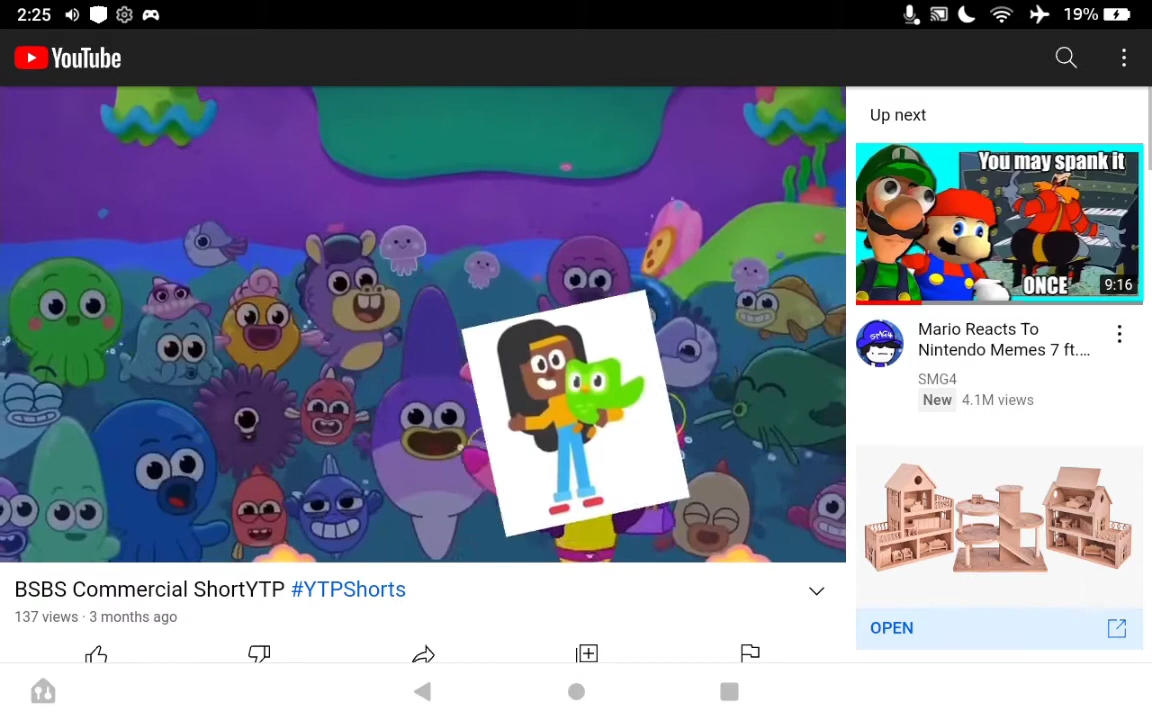 2:25
19%
YouTube
Up next
You may spank it
ONCE
9:16
SMG4
Mario Reacts To
Nintendo Memes 7 ft....
SMG4
New 4.1M views
BSBS Commercial ShortYTP #YTPShorts
137 views · 3 months ago
OPEN